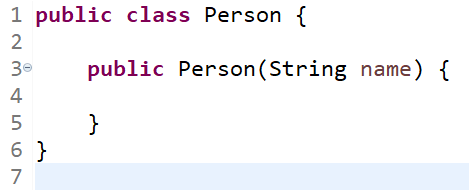 1 public class Person {
2
3 public Person(String name) {
4
5 }
6 }
7